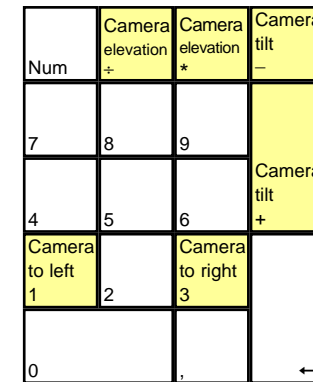 Num
Camera elevation ÷
Camera elevation *
Camera tilt –
7
8
9
Camera tilt +
4
5
6
Camera to left 1
2
Camera to right 3
0
,
←